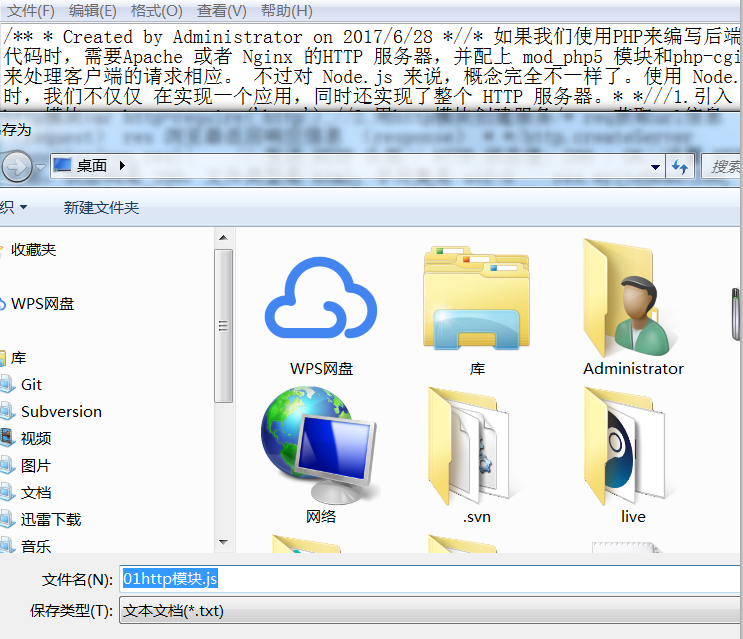 文件(F) 编辑(E) 格式(O) 查看(V) 帮助(H)
/** * Created by Administrator on 2017/6/28 *//* 如果我们使用PHP来编写后端
代码时，需要Apache 或者 Nginx 的HTTP 服务器，并配上 mod_php5 模块和php-cgi
来处理客户端的请求相应。 不过对 Node.js 来说，概念完全不一样了。使用 Node.
时，我们不仅仅 在实现一个应用，同时还实现了整个 HTTP 服务器。* *///1.引入
存为
桌面
搜索
织
新建文件夹
收藏夹
WPS网盘
库
Git
Subversion
视频
图片
文档
迅雷下载
音乐
WPS网盘
库
Administrator
网络
.svn
live
文件名(N): 01http模块.js
保存类型(T): 文本文档(*.txt)